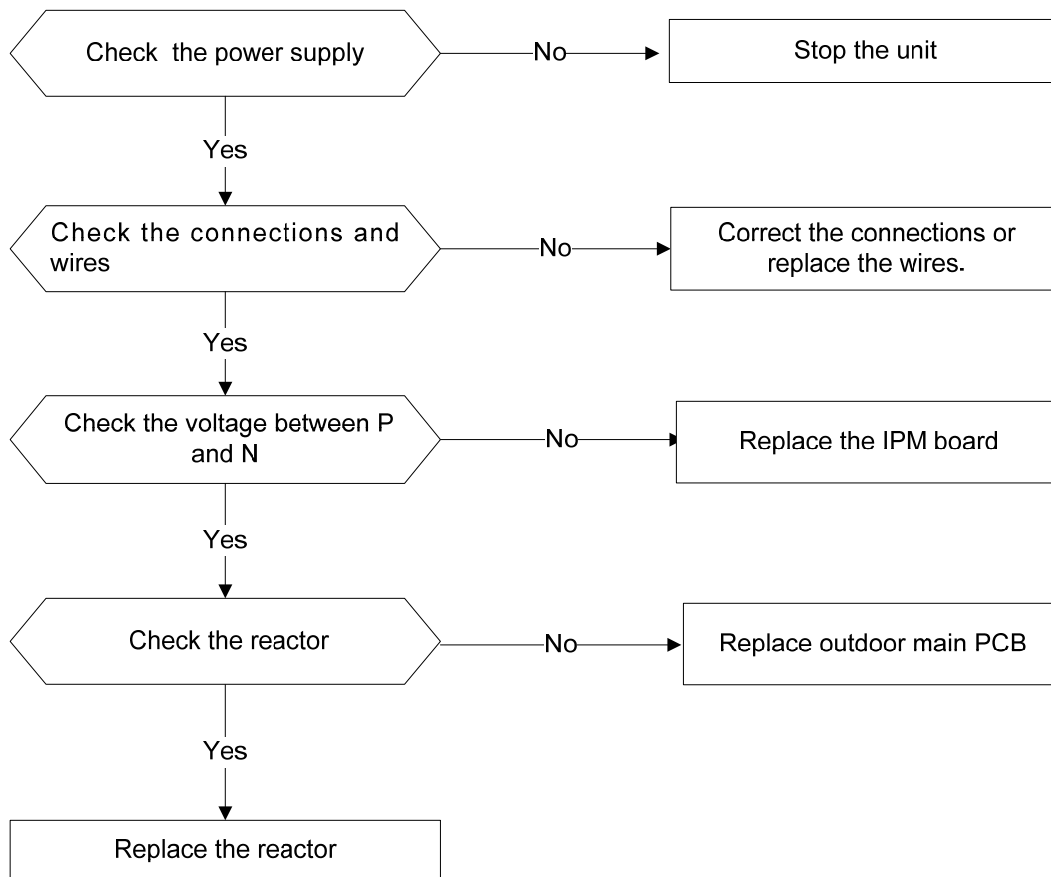 Check the power supply
No
Stop the unit
Yes
Check the connections and
wires
No
Correct the connections or
replace the wires.
Yes
Check the voltage between P
and N
No
Replace the IPM board
Yes
Check the reactor
No
Replace outdoor main PCB
Yes
Replace the reactor